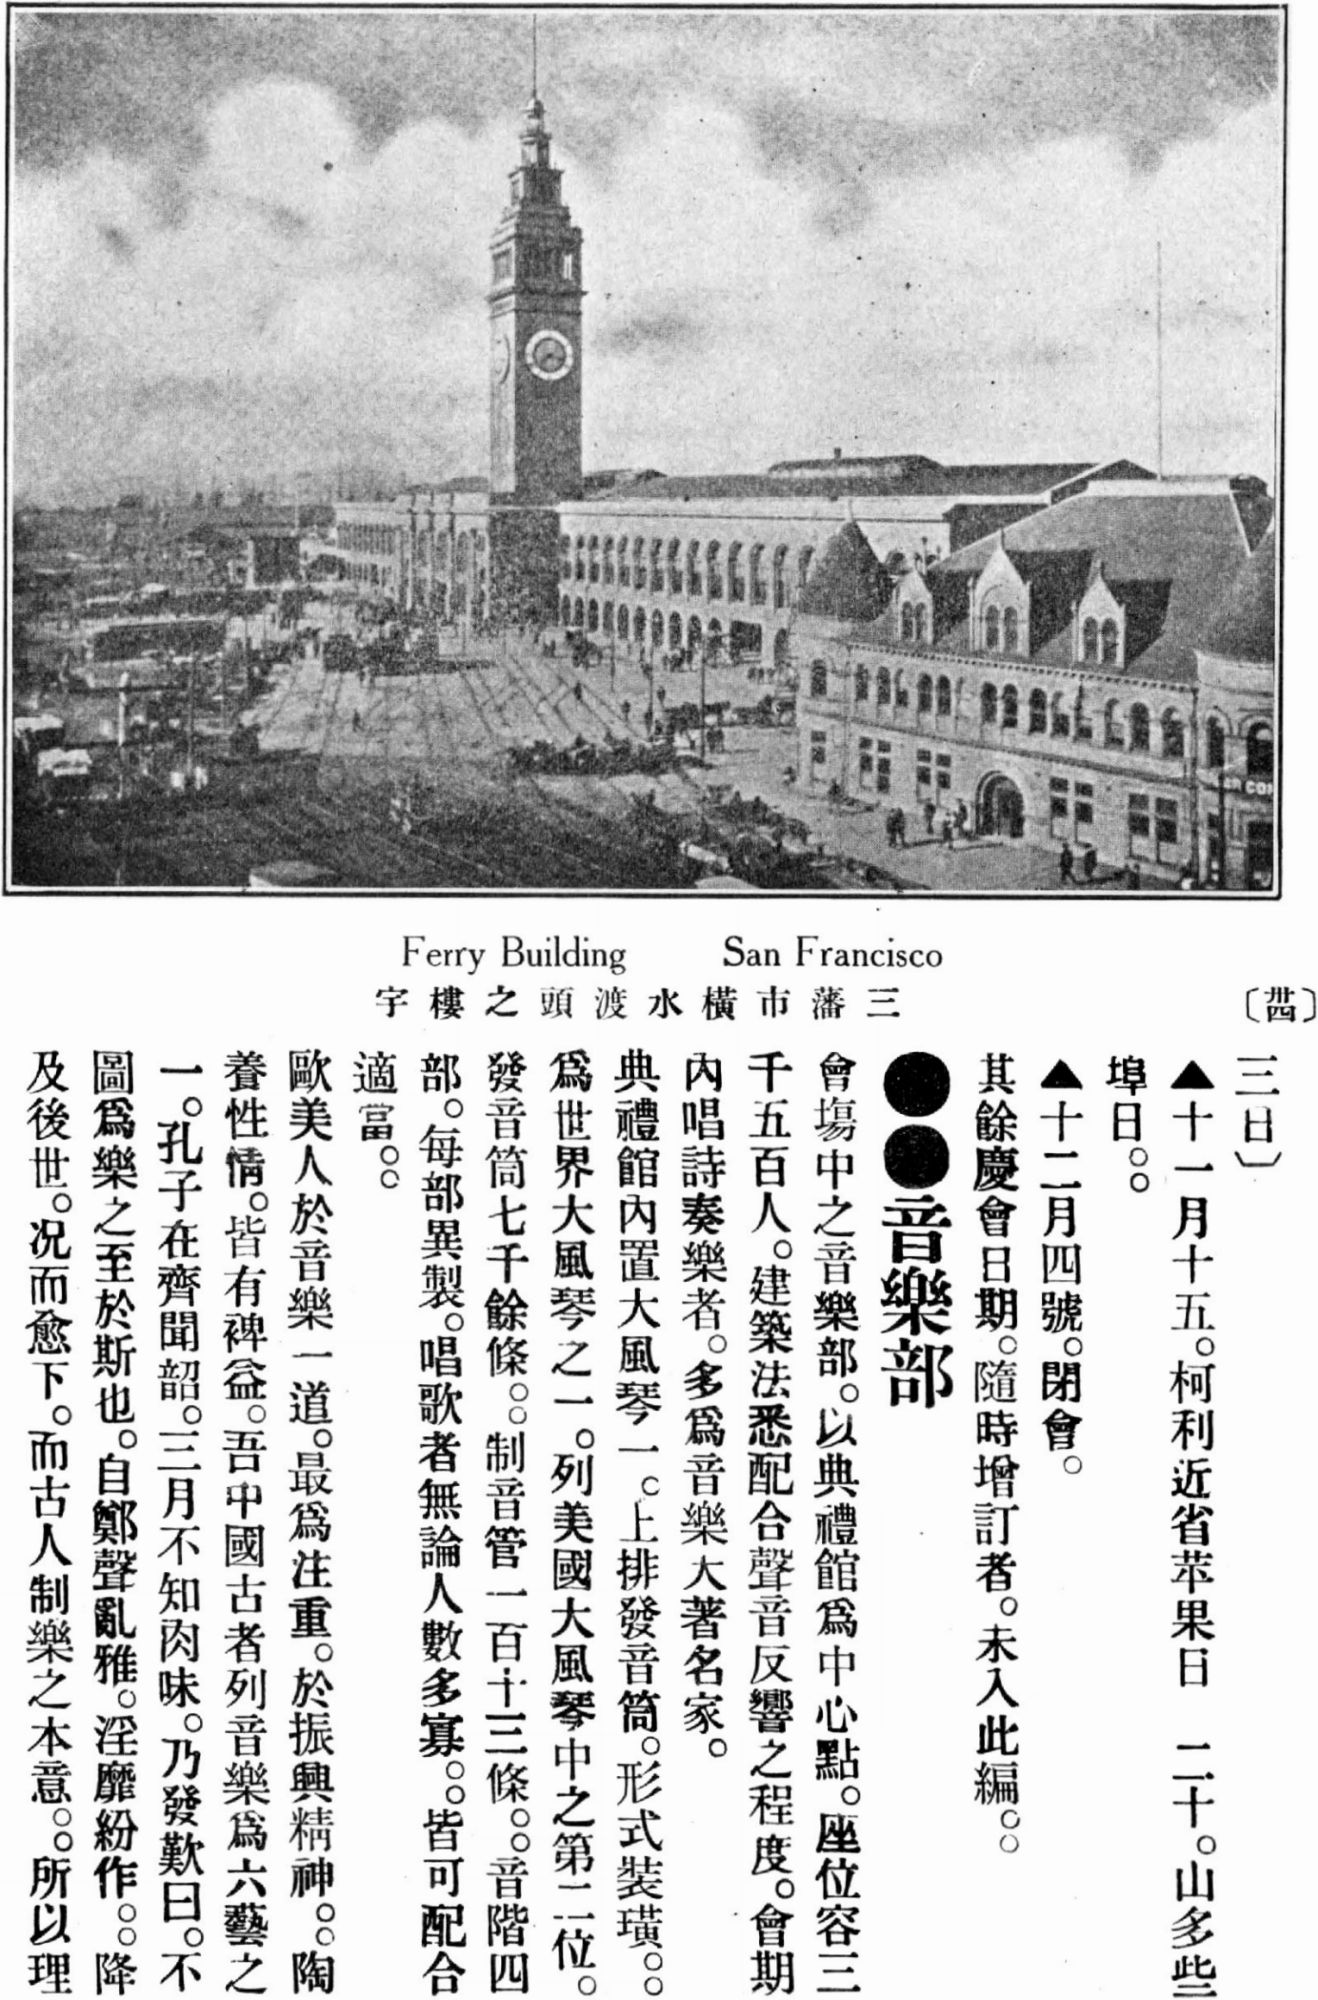 Ferry Building San Francisco
三藩市橫水渡頭之樓宇
〔卌四〕
三日〕
▲十一月十五。柯利近省苹果日 二十。山多些
埠日。○
▲十二月四號。閉會。
其餘慶會日期。隨時增訂者。未入此編。○
●●音樂部
會塲中之音樂部。以典禮館爲中心點。座位容三
千五百人。建築法悉配合聲音反響之程度。會期
內唱詩奏樂者。多爲音樂大著名家。
典禮館內置大風琴一。上排發音筒。形式裝璜。○
爲世界大風琴之一。列美國大風琴中之第二位。
發音筒七千餘條。○制音管一百十三條。○音階四
部。每部異製。唱歌者無論人數多寡。○皆可配合
適當。○
歐美人於音樂一道。最爲注重。於振興精神。○陶
養性情。皆有裨益。吾中國古者列音樂爲六藝之
一。孔子在齊聞韶。三月不知肉味。乃發歎曰。不
圖爲樂之至於斯也。自鄭聲亂雅。淫靡紛作。○降
及後世。况而愈下。而古人制樂之本意。○所以理